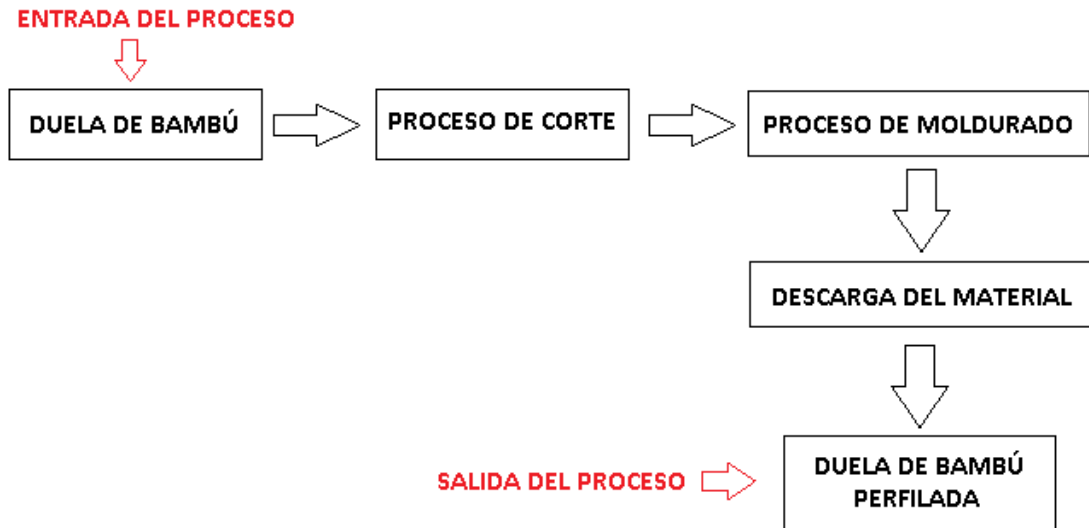 ENTRADA DEL PROCESO
DUELA DE BAMBÚ
PROCESO DE CORTE
PROCESO DE MOLDURADO
DESCARGA DEL MATERIAL
SALIDA DEL PROCESO
DUELA DE BAMBÚ
PERFILADA